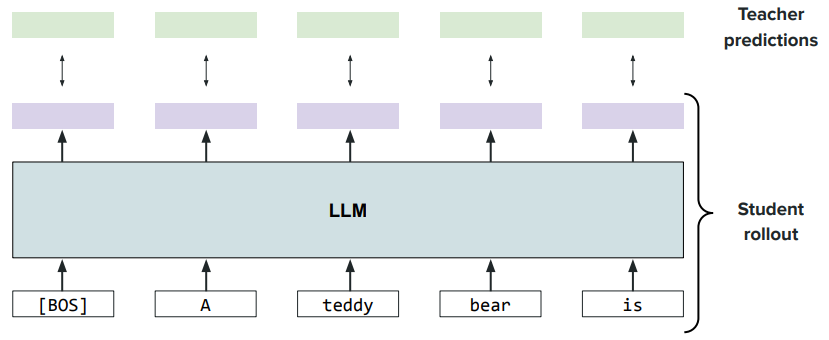 Teacher
predictions
LLM
Student
rollout
[BOS] A teddy bear is